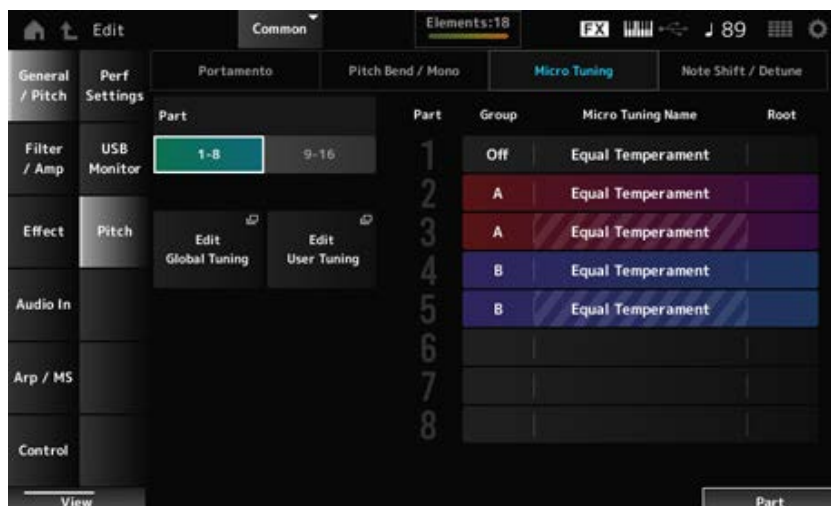 Edit
Common
Elements:18
FX
89
General / Pitch
Perf Settings
Portamento
Pitch Bend / Mono
Micro Tuning
Note Shift / Detune
Part
Part
Group
Micro Tuning Name
Root
Filter / Amp
USB Monitor
1-8
9-16
1
Off
Equal Temperament
2
A
Equal Temperament
Effect
Pitch
Edit Global Tuning
Edit User Tuning
3
A
Equal Temperament
4
B
Equal Temperament
Audio In
5
B
Equal Temperament
6
Arp / MS
7
8
Control
View
Part